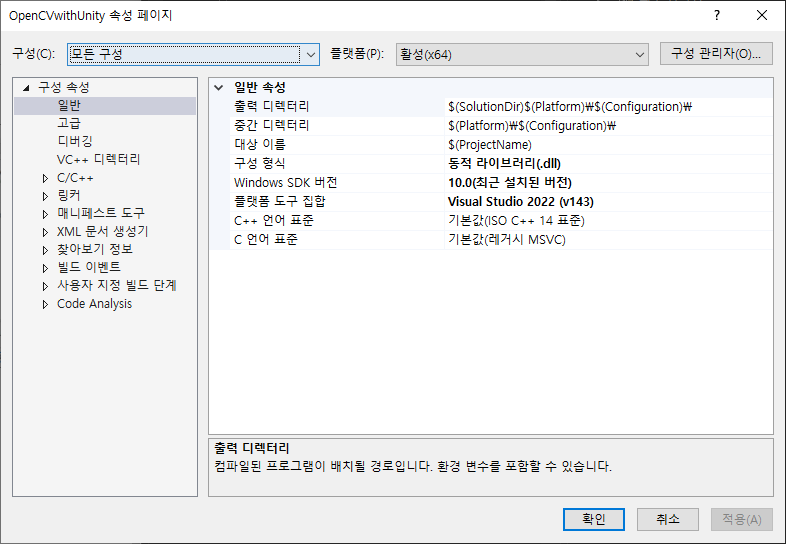 OpenCVwithUnity 속성 페이지
? ✕
구성(C): 모든 구성 플랫폼(P): 활성(x64) 구성 관리자(O)...
구성 속성
일반
고급
디버깅
VC++ 디렉터리
C/C++
링커
매니페스트 도구
XML 문서 생성기
찾아보기 정보
빌드 이벤트
사용자 지정 빌드 단계
Code Analysis
일반 속성
출력 디렉터리 $(SolutionDir)$(Platform)₩$(Configuration)₩
중간 디렉터리 $(Platform)₩$(Configuration)₩
대상 이름 $(ProjectName)
구성 형식 동적 라이브러리(.dll)
Windows SDK 버전 10.0(최근 설치된 버전)
플랫폼 도구 집합 Visual Studio 2022 (v143)
C++ 언어 표준 기본값(ISO C++ 14 표준)
C 언어 표준 기본값(레거시 MSVC)
출력 디렉터리
컴파일된 프로그램이 배치될 경로입니다. 환경 변수를 포함할 수 있습니다.
확인 취소 적용(A)